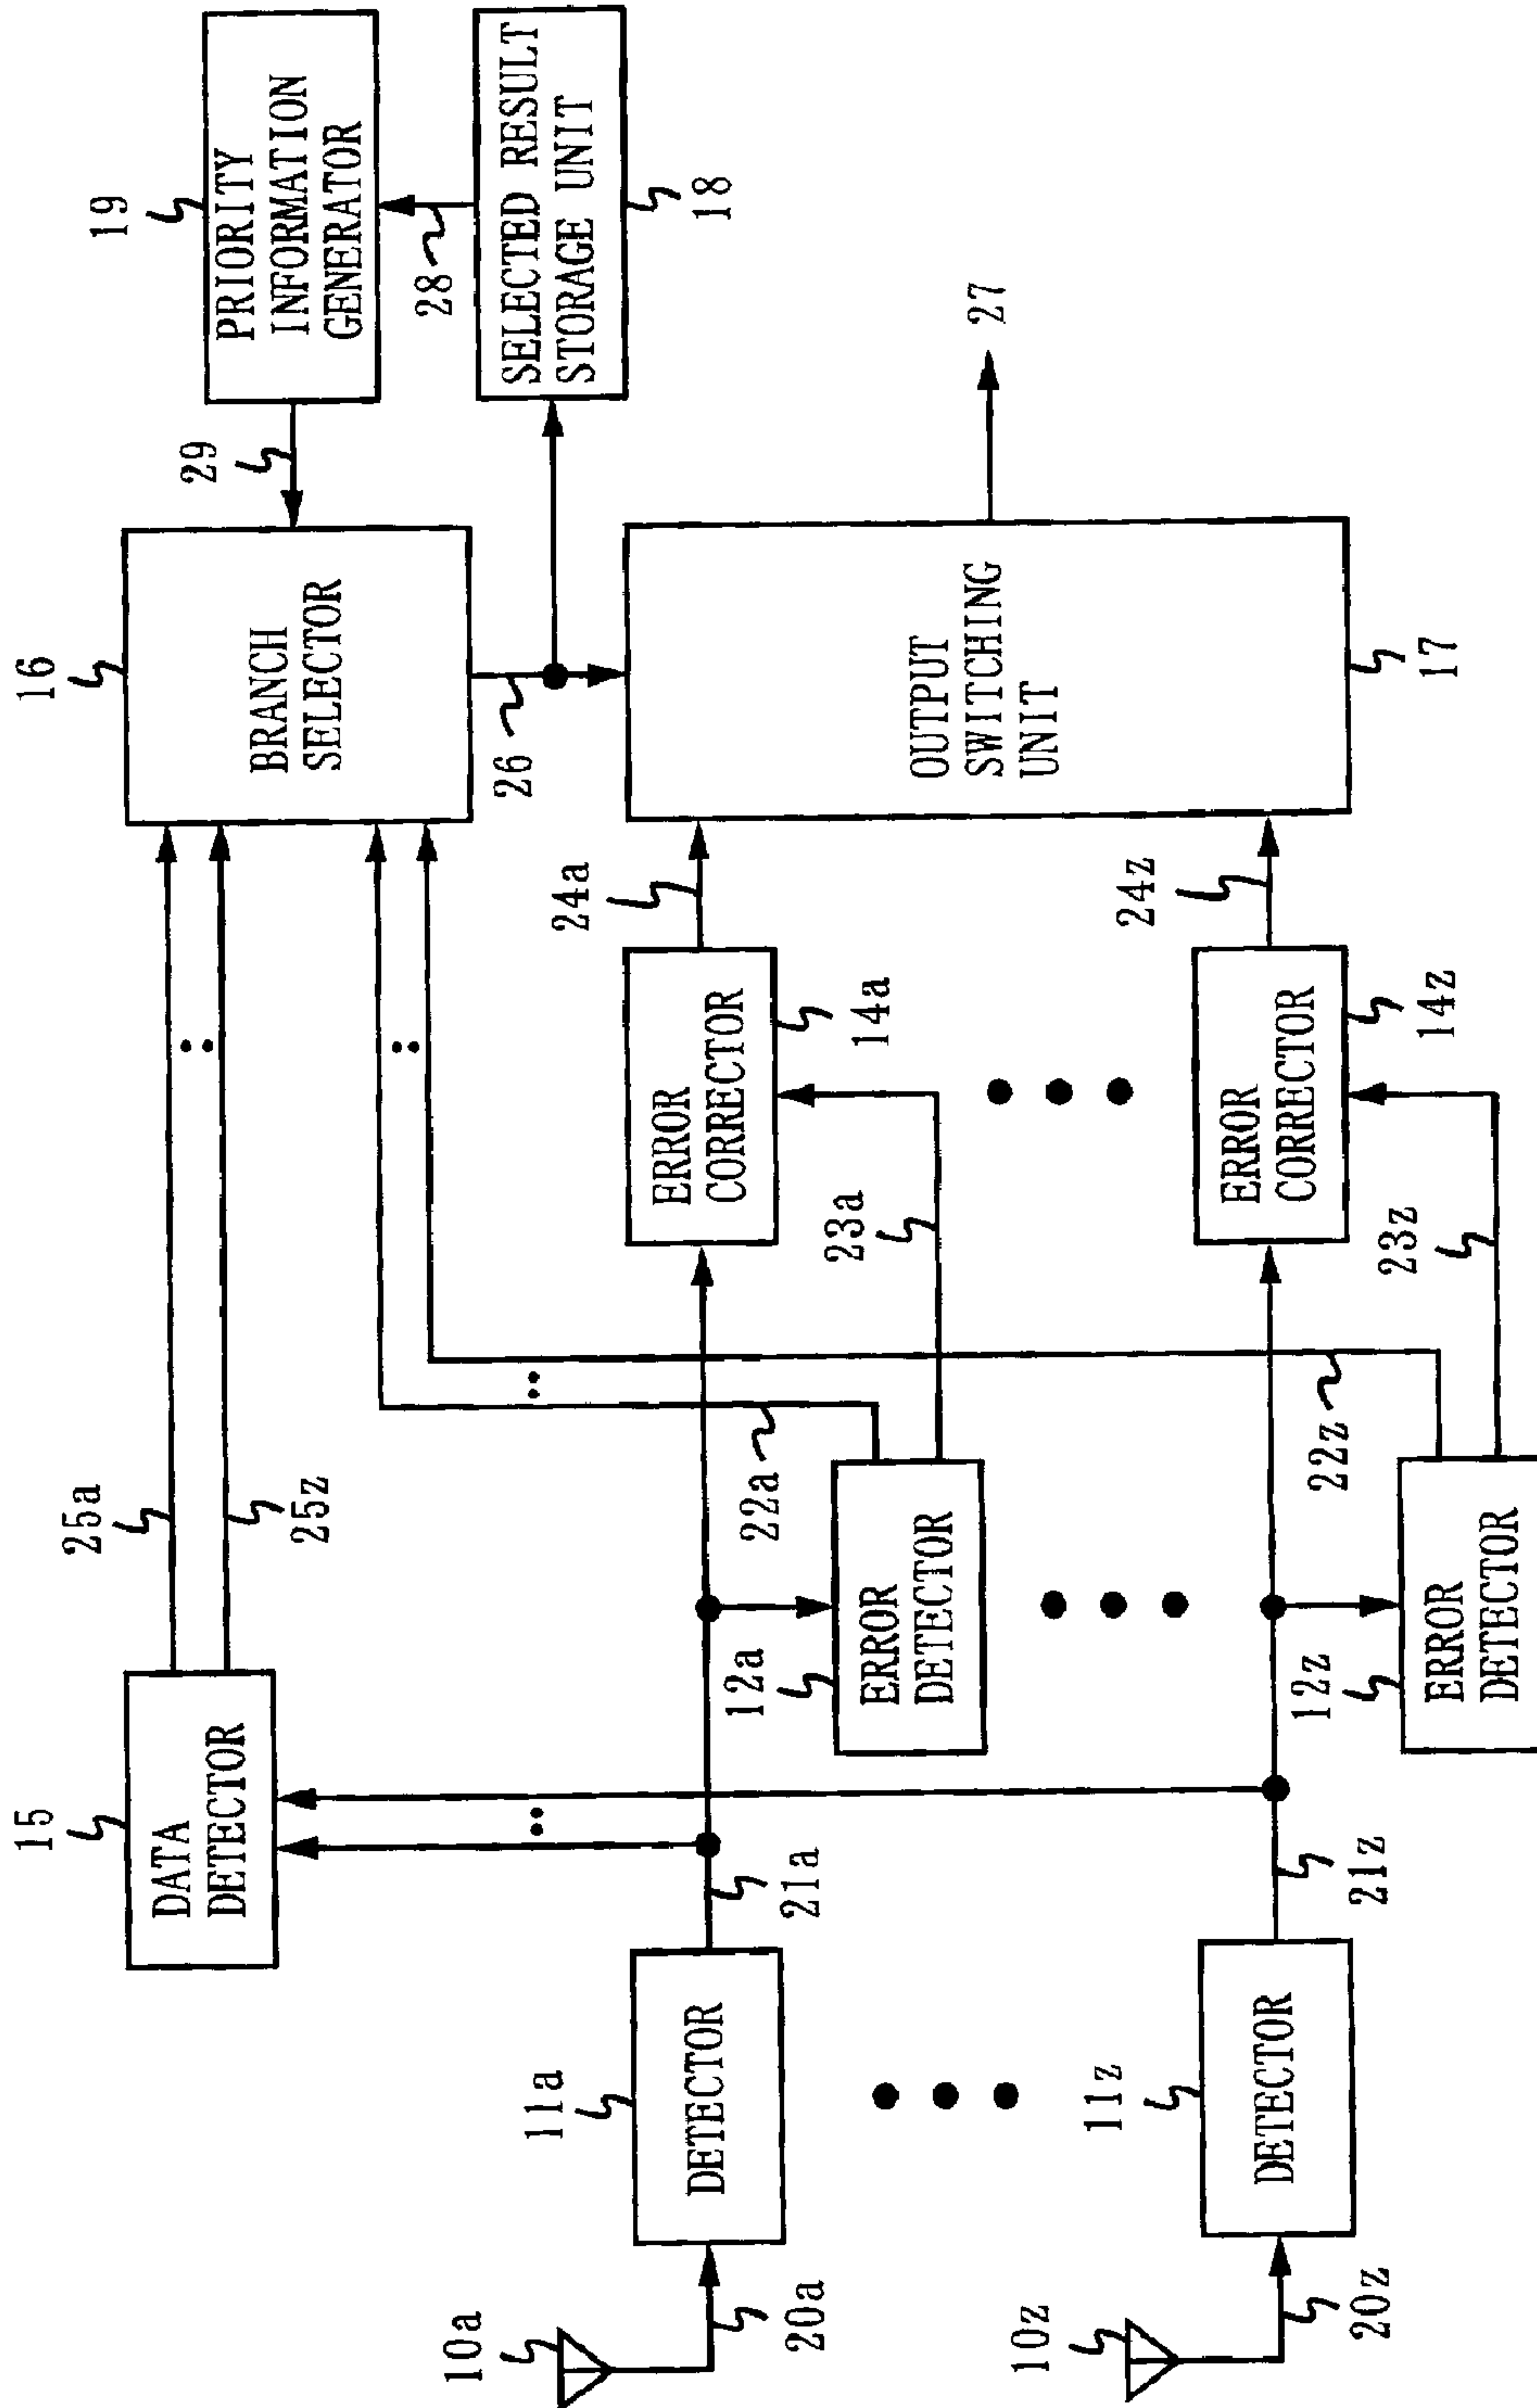 10a
20a
11a
DETECTOR
21a
15
DATA
DETECTOR
25a
25z
12a
ERROR
DETECTOR
22a
23a
ERROR
CORRECTOR
14a
24a
10z
20z
11z
DETECTOR
21z
12z
ERROR
DETECTOR
22z
23z
ERROR
CORRECTOR
14z
24z
16
BRANCH
SELECTOR
26
OUTPUT
SWITCHING
UNIT
17
27
29
19
PRIORITY
INFORMATION
GENERATOR
28
SELECTED RESULT
STORAGE UNIT
18